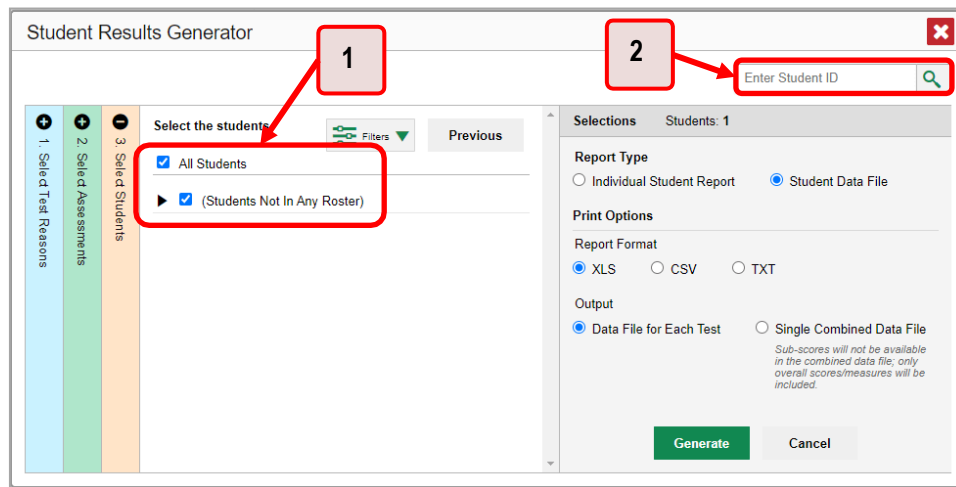 Student Results Generator
1
2
Enter Student ID
1. Select Test Reasons
2. Select Assessments
3. Select Students
Select the students
Filters
Previous
All Students
(Students Not In Any Roster)
Selections Students: 1
Report Type
Individual Student Report Student Data File
Print Options
Report Format
XLS CSV TXT
Output
Data File for Each Test Single Combined Data File
Sub-scores will not be available
in the combined data file; only
overall scores/measures will be
included.
Generate Cancel